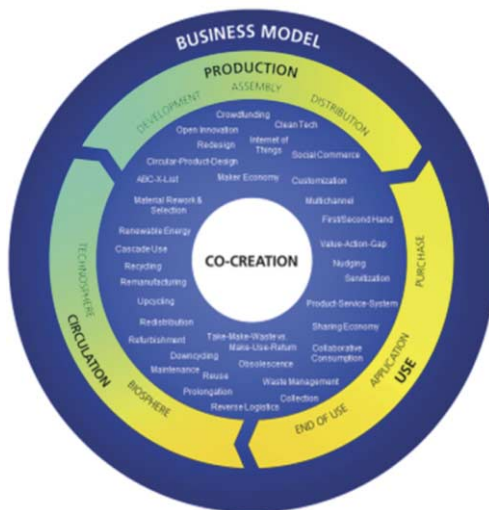 BUSINESS MODEL
PRODUCTION
DEVELOPMENT
ASSEMBLY
DISTRIBUTION
PURCHASE
APPLICATION
USE
END OF USE
BIOSPHERE
CIRCULATION
TECHNOSPHERE
Crowdfunding
Open Innovation
CleanTech
Redesign
Internet of
Things
Social Commerce
Circular-Product-Design
ABC-X-List
Maker Economy
Customization
Material Rework &
Selection
Multichannel
First/Second Hand
Renewable Energy
Value-Action-Gap
Cascade Use
CO-CREATION
Recycling
Nudging
Remanufacturing
Servitization
Upcycling
Product-Service-System
Redistribution
Sharing Economy
Refurbishment
Take-Make-Waste vs.
Make-Use-Return
Collaborative
Consumption
Downcycling
Obsolescence
Maintenance
Reuse
Waste Management
Prolongation
Collection
Reverse Logistics